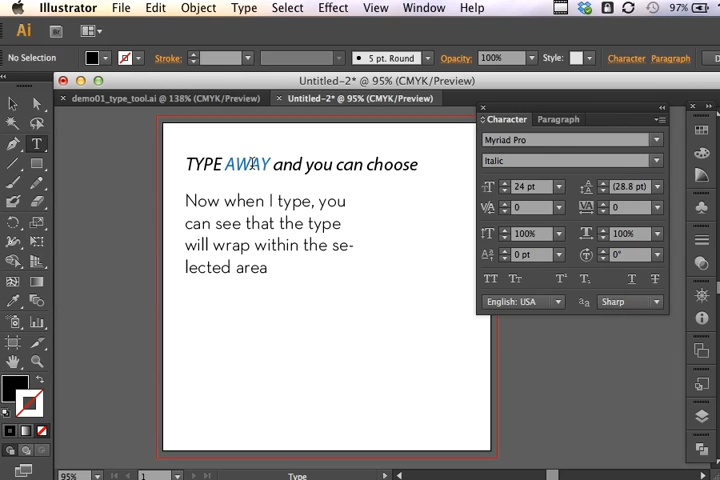 Illustrator File Edit Object Type Select Effect View Window Help 97%
Ai Br
No Selection Stroke: 5 pt. Round Opacity: 100% Style: Character Paragraph D
Untitled-2* @ 95% (CMYK/Preview)
demo01_type_tool.ai @ 138% (CMYK/Preview) Untitled-2* @ 95% (CMYK/Preview)
Character Paragraph
Myriad Pro
Italic
24 pt (28.8 pt)
0 0
100% 100%
0 pt 0°
English: USA Sharp
TYPE AWAY and you can choose
Now when I type, you
can see that the type
will wrap within the se-
lected area
95% 1 Type